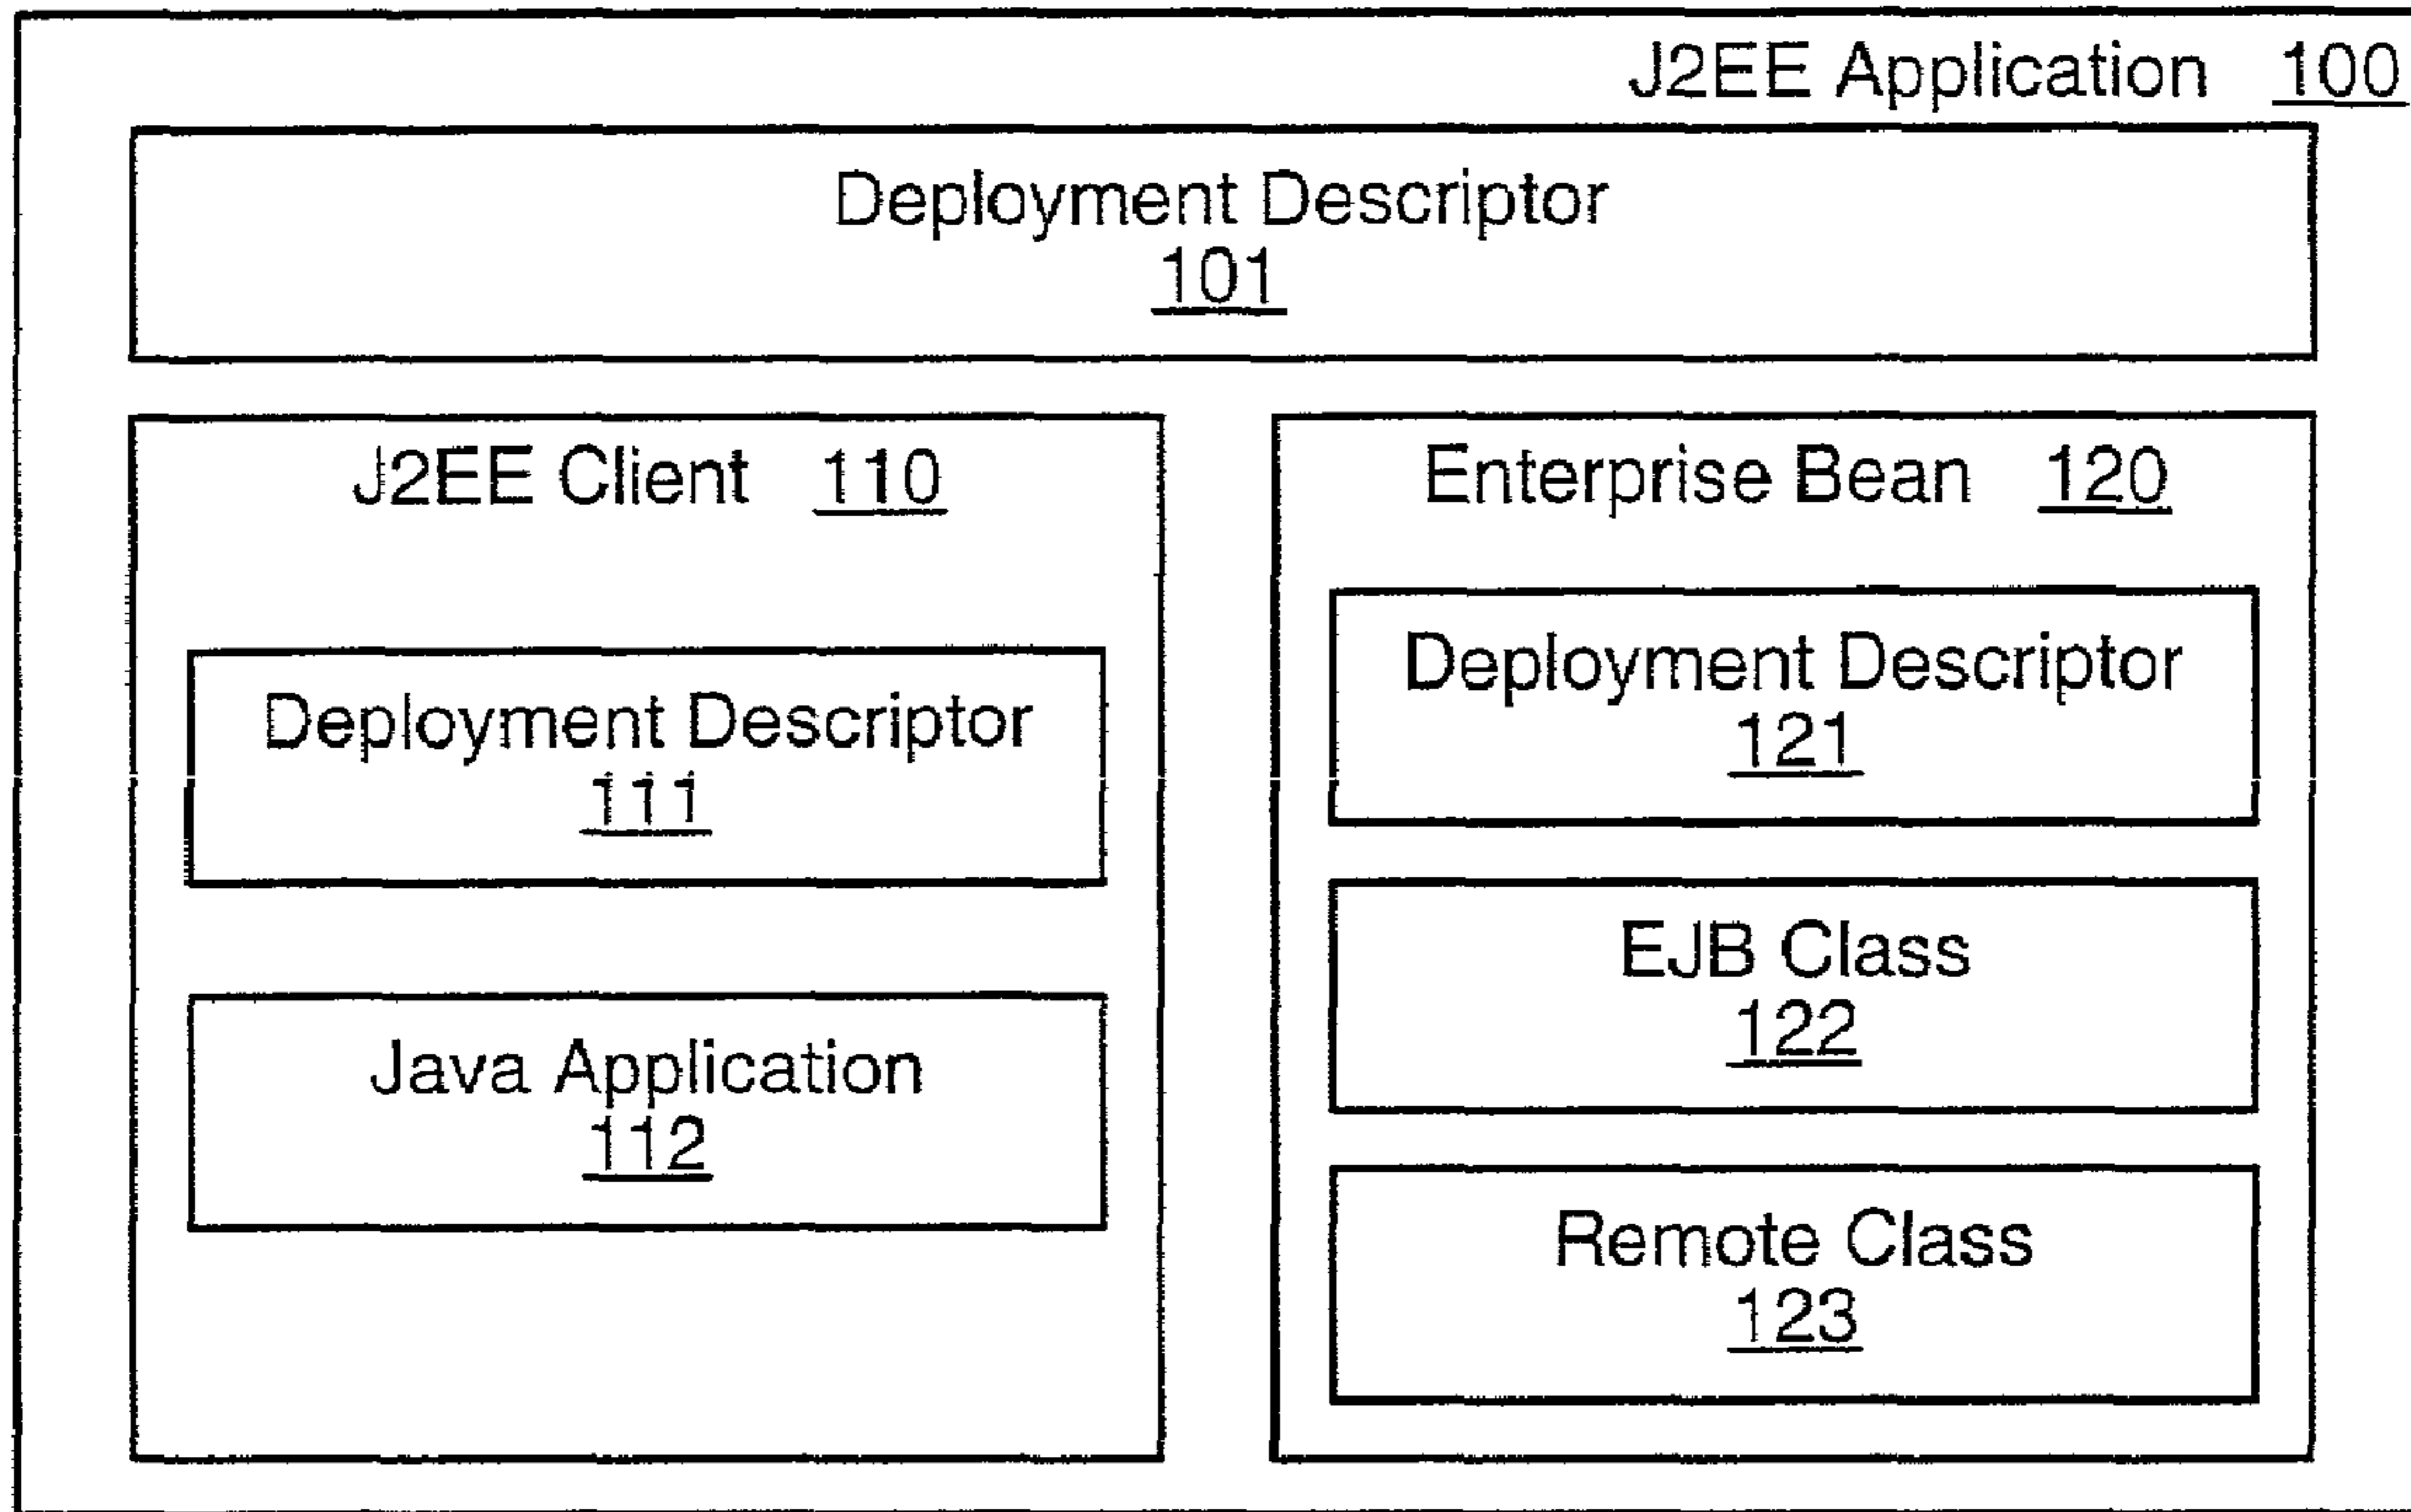 J2EE Application 100
Deployment Descriptor
101
J2EE Client 110
Deployment Descriptor
111
Java Application
112
Enterprise Bean 120
Deployment Descriptor
121
EJB Class
122
Remote Class
123